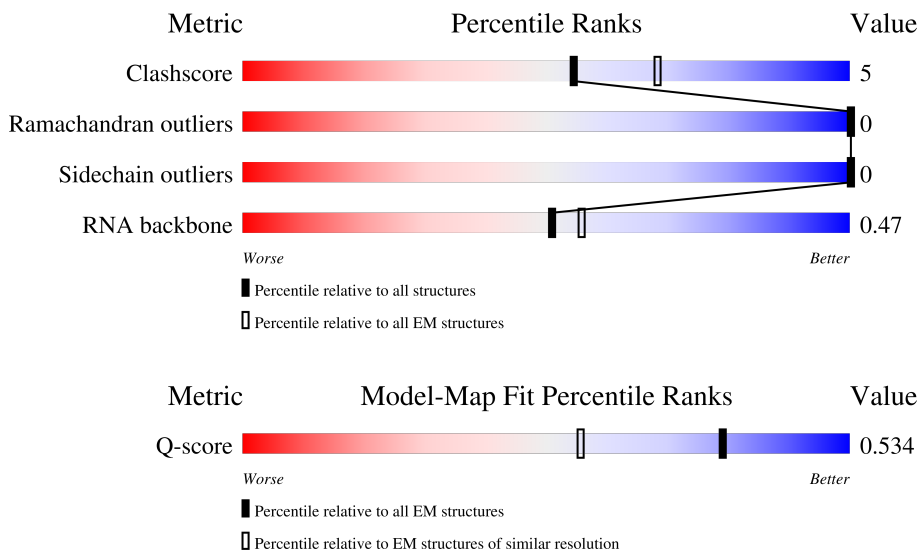 Metric Percentile Ranks Value
Clashscore 5
Ramachandran outliers 0
Sidechain outliers 0
RNA backbone 0.47
Worse Better
Percentile relative to all structures
Percentile relative to all EM structures
Metric Model-Map Fit Percentile Ranks Value
Q-score 0.534
Worse Better
Percentile relative to all EM structures
Percentile relative to EM structures of similar resolution